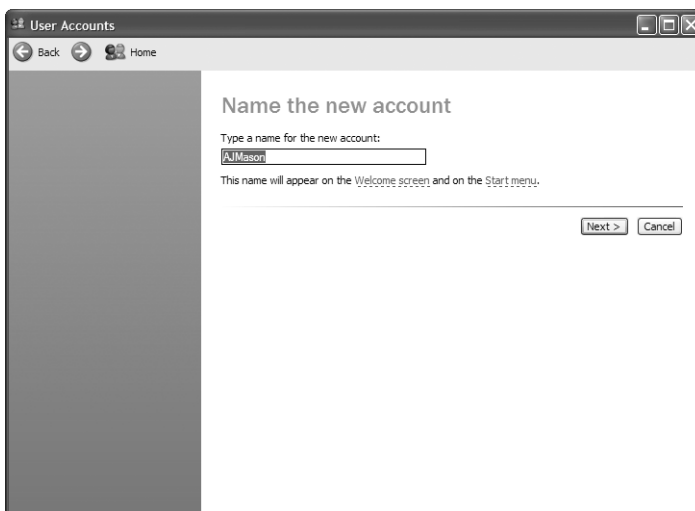 User Accounts
Back Home
Name the new account
Type a name for the new account:
AJMason
This name will appear on the Welcome screen and on the Start menu.
Next > Cancel